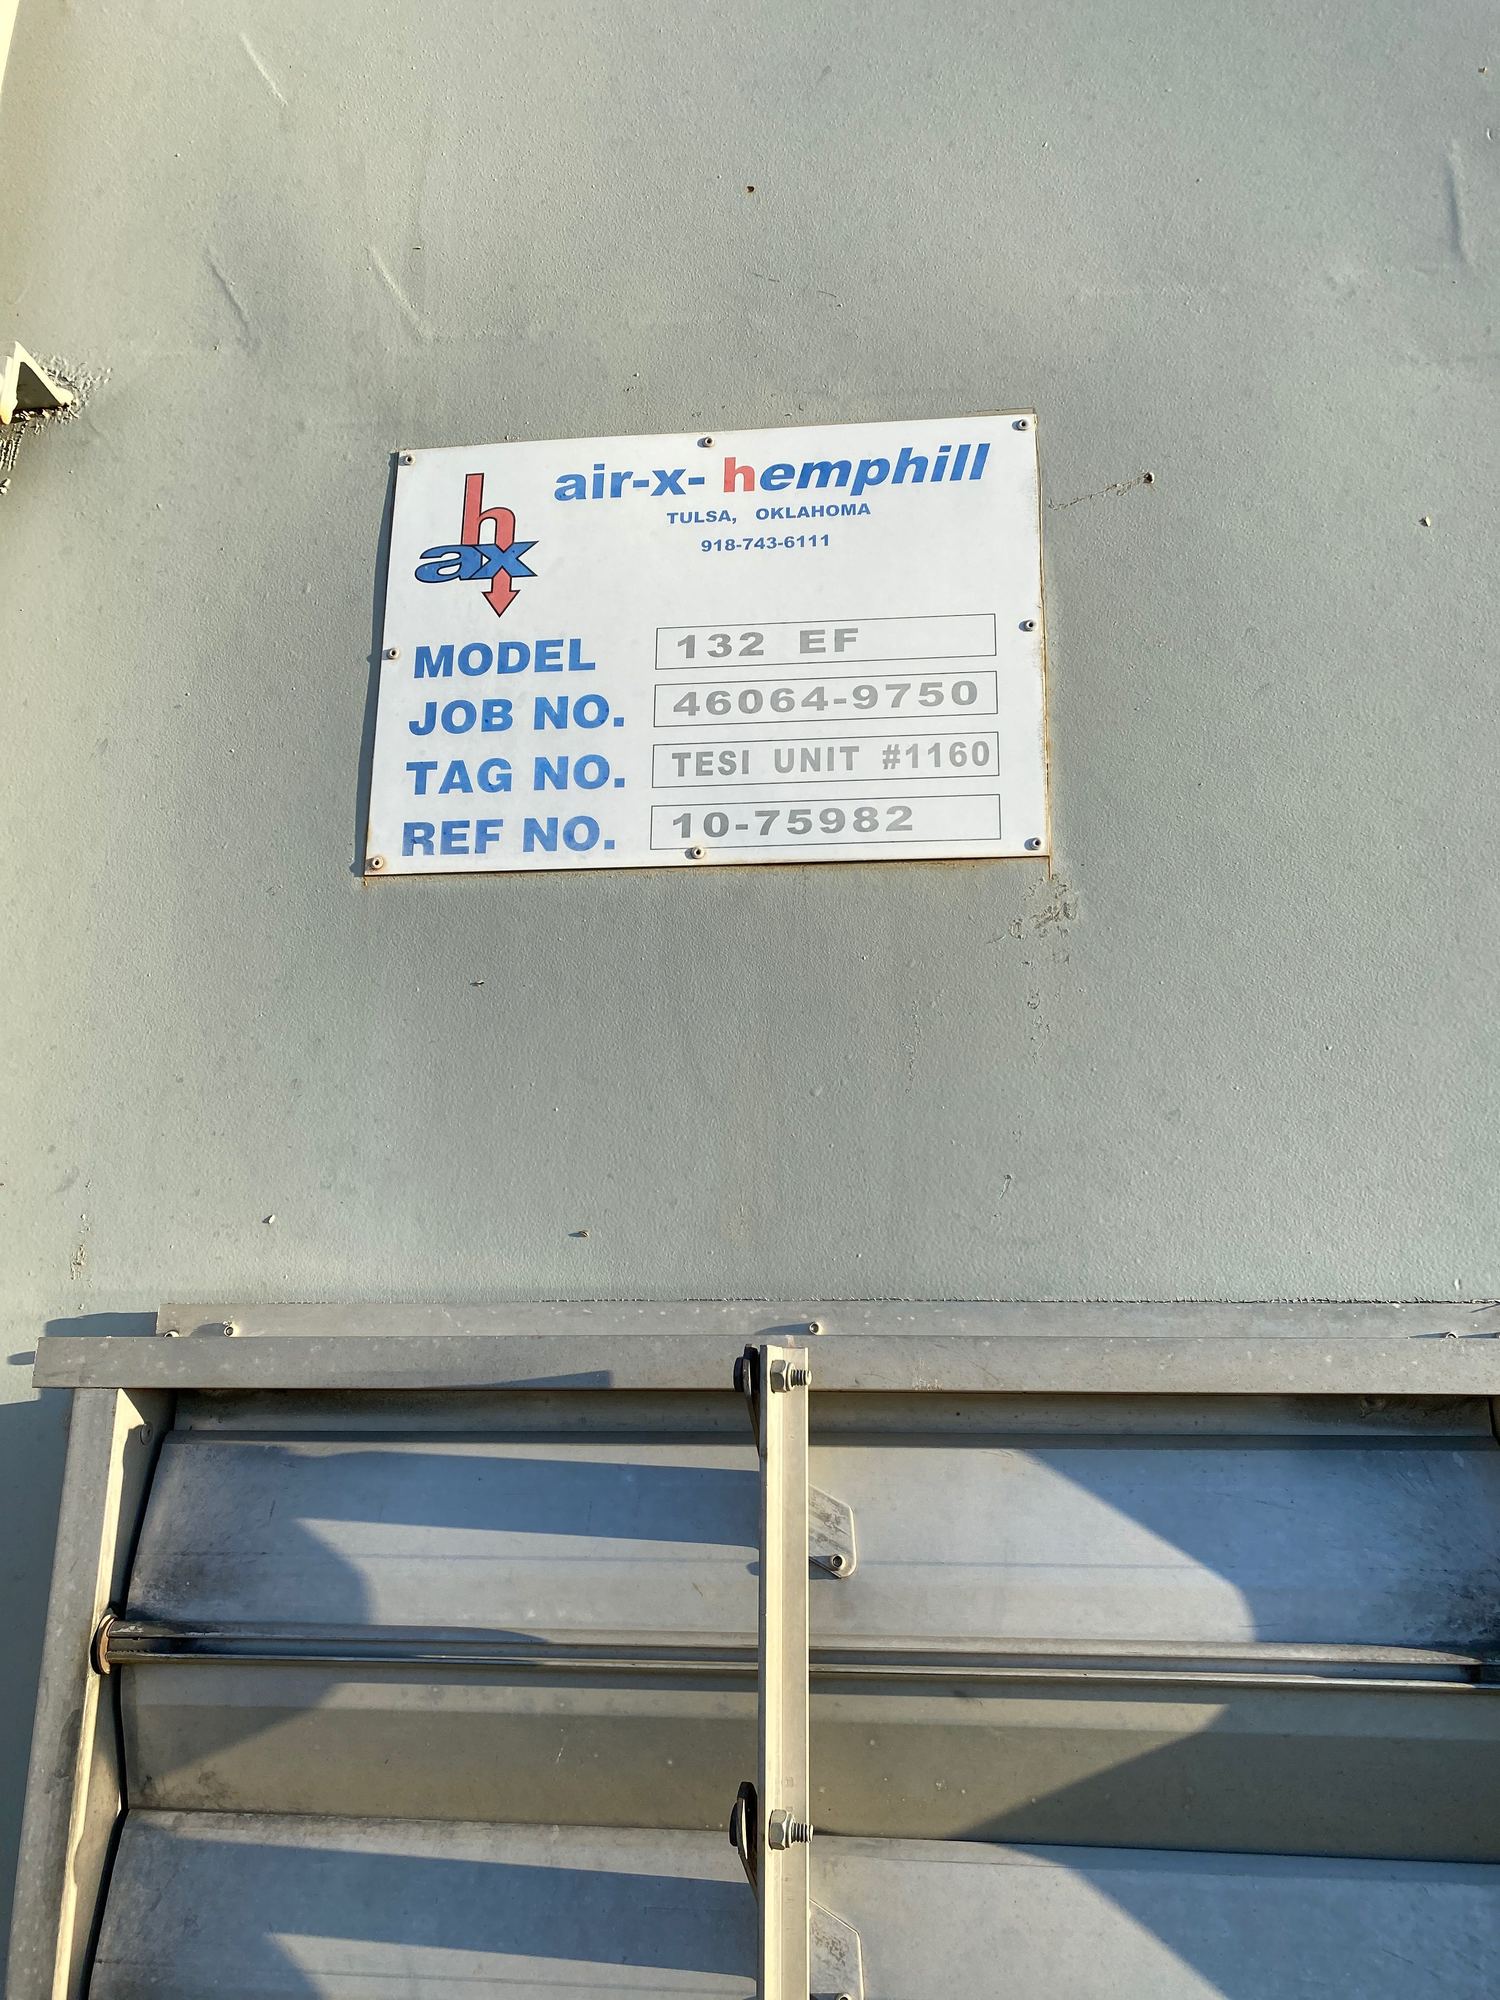 air-x-hemphill
TULSA, OKLAHOMA
918-743-6111
h
ax
MODEL 132 EF
JOB NO. 46064-9750
TAG NO. TESI UNIT #1160
REF NO. 10-75982